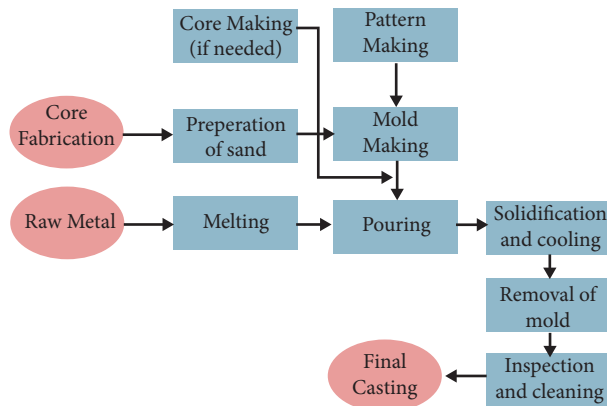 Core Making
(if needed)
Pattern
Making
Core
Fabrication
Preperation
of sand
Mold
Making
Raw Metal
Melting
Pouring
Solidification
and cooling
Removal of
mold
Final
Casting
Inspection
and cleaning